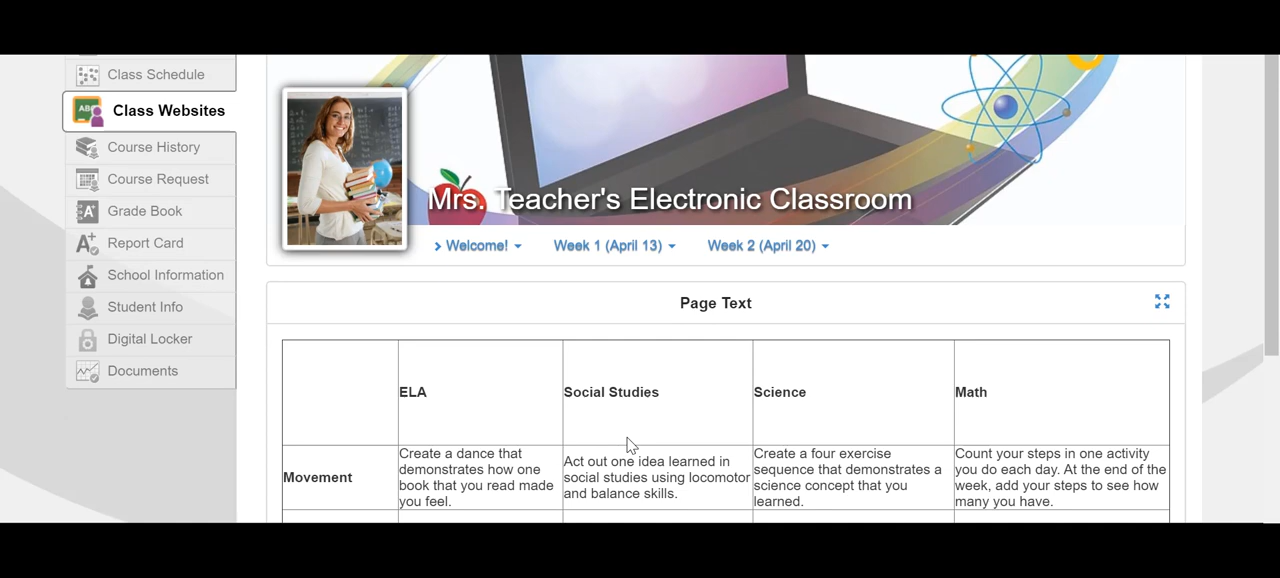 Class Schedule
ABC
Class Websites
Course History
Course Request
Grade Book
Report Card
School Information
Student Info
Digital Locker
Documents
Mrs. Teacher's Electronic Classroom
Welcome!
Week 1 (April 13)
Week 2 (April 20)
Page Text
ELA
Social Studies
Science
Math
Movement
Create a dance that
demonstrates how one
book that you read made
you feel.
Act out one idea learned in
social studies using locomotor
and balance skills.
Create a four exercise
sequence that demonstrates a
science concept that you
learned.
Count your steps in one activity
you do each day. At the end of the
week, add your steps to see how
many you have.